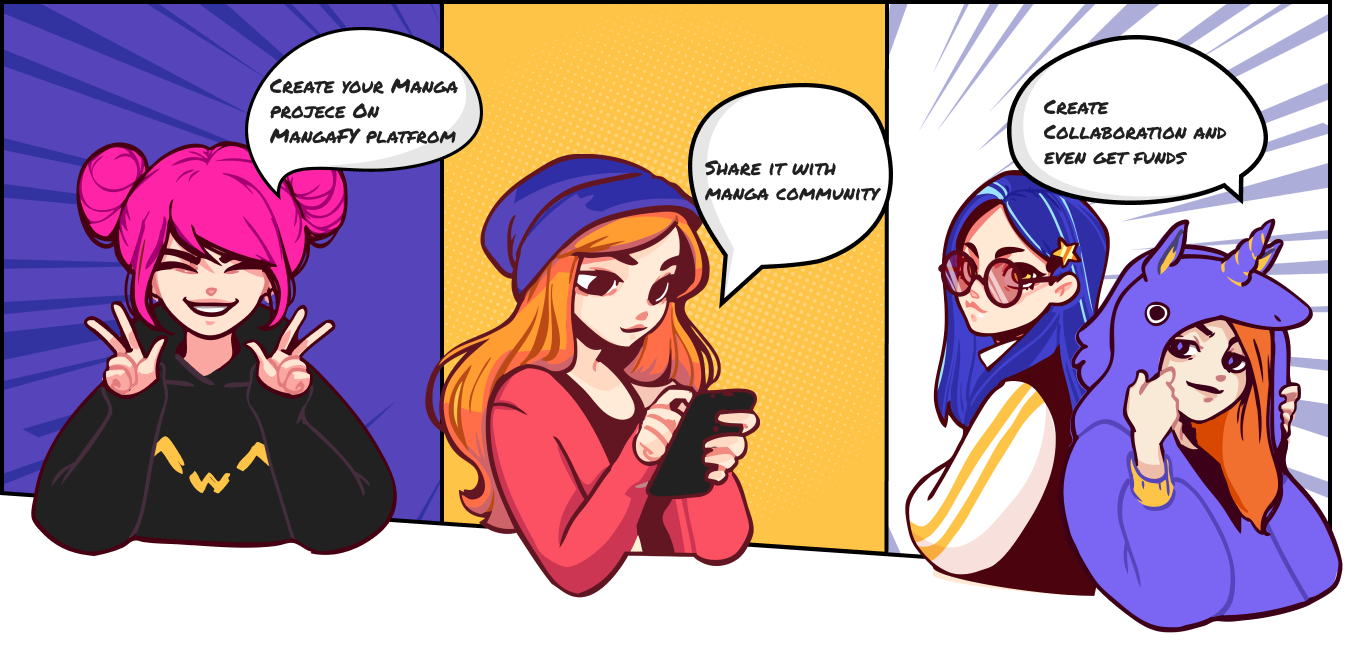 Create your Manga
projece On
MangaFY platfrom
Share it with
manga community
Create
Collaboration and
even get funds